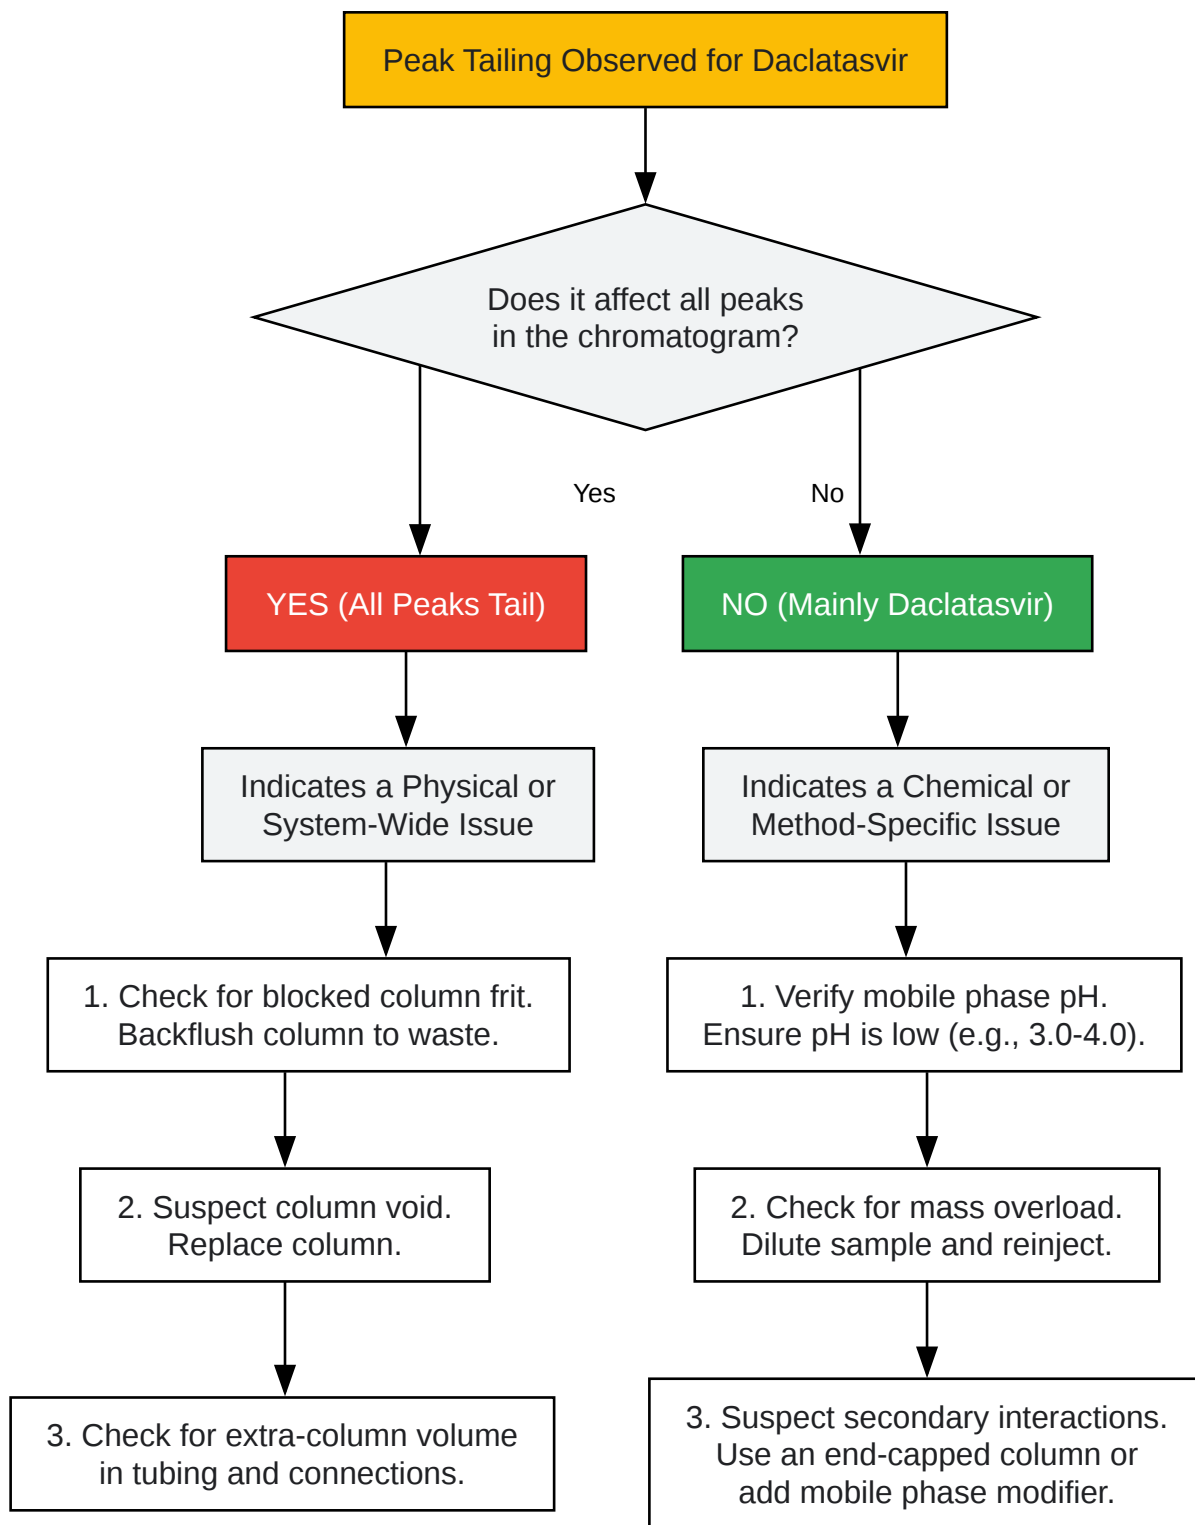 Peak Tailing Observed for Daclatasvir
Does it affect all peaks
in the chromatogram?
Yes
No
YES (All Peaks Tail)
NO (Mainly Daclatasvir)
Indicates a Physical or
System-Wide Issue
Indicates a Chemical or
Method-Specific Issue
1. Check for blocked column frit.
Backflush column to waste.
1. Verify mobile phase pH.
Ensure pH is low (e.g., 3.0-4.0).
2. Suspect column void.
Replace column.
2. Check for mass overload.
Dilute sample and reinject.
3. Check for extra-column volume
in tubing and connections.
3. Suspect secondary interactions.
Use an end-capped column or
add mobile phase modifier.